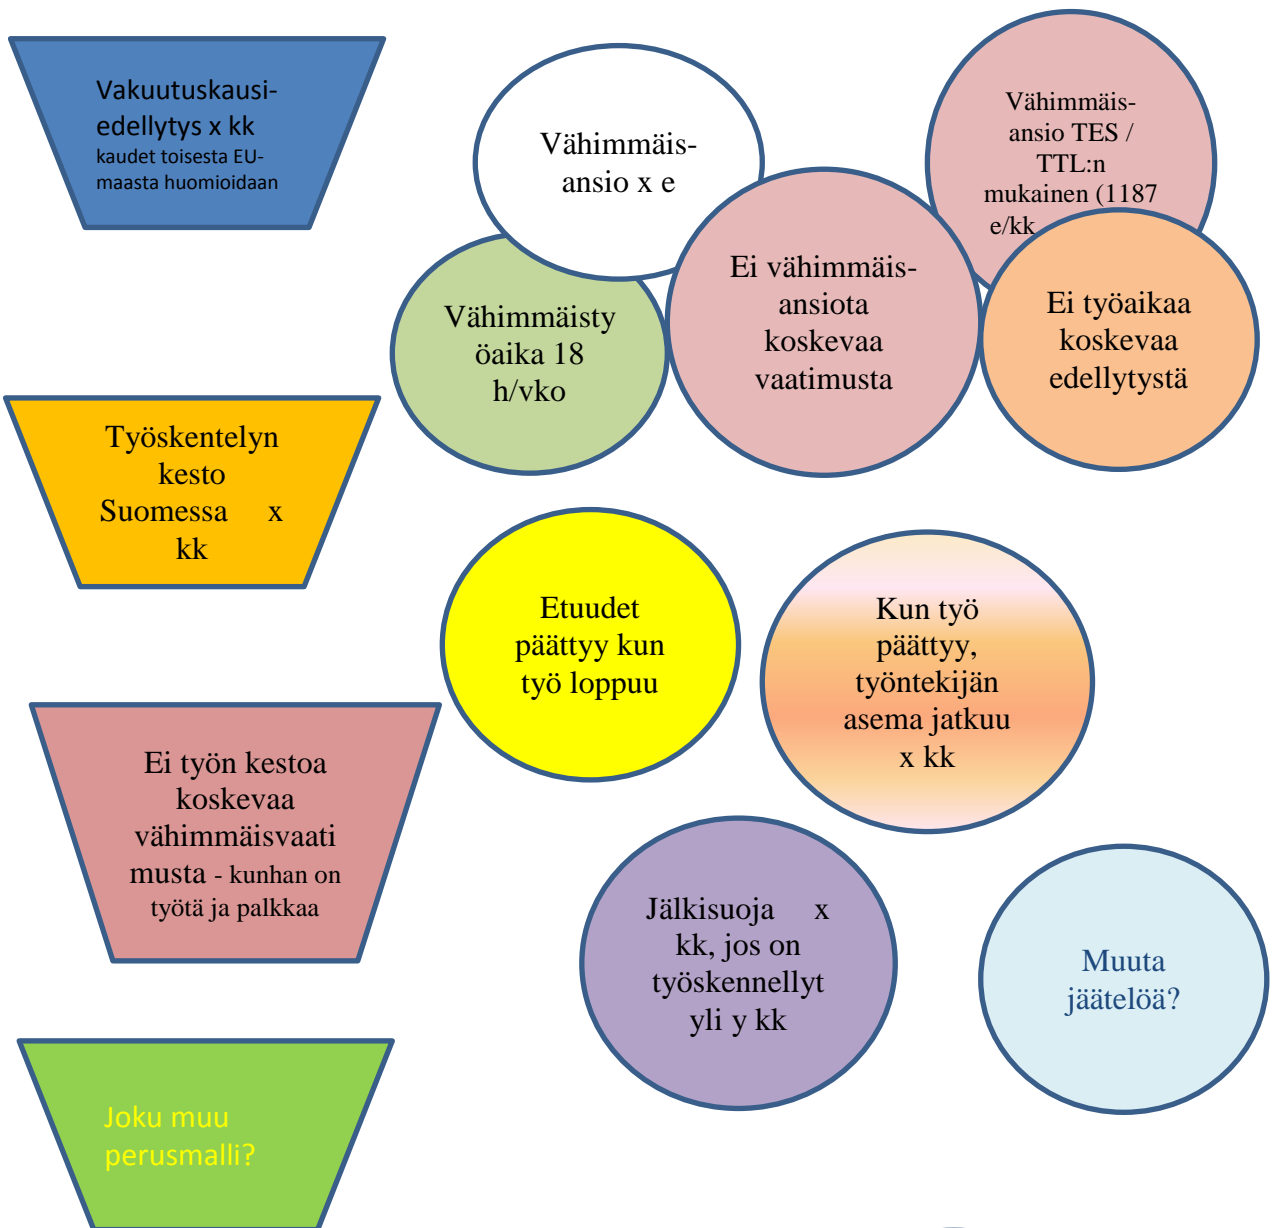 Vakuutuskausi-
edellytys x kk
kaudet toisesta EU-
maasta huomioidaan
Vähimmäis-
ansio x e
Vähimmäis-
ansio TES /
TTL:n
mukainen (1187
e/kk
Ei vähimmäis-
ansiota
koskevaa
vaatimusta
Vähimmäisty
öaika 18
h/vko
Ei työaikaa
koskevaa
edellytystä
Työskentelyn
kesto
Suomessa x
kk
Etuudet
päättyy kun
työ loppuu
Kun työ
päättyy,
työntekijän
asema jatkuu
x kk
Ei työn kestoa
koskevaa
vähimmäisvaati
musta - kunhan on
työtä ja palkkaa
Jälkisuoja x
kk, jos on
työskennellyt
yli y kk
Muuta
jäätelöä?
Joku muu
perusmalli?